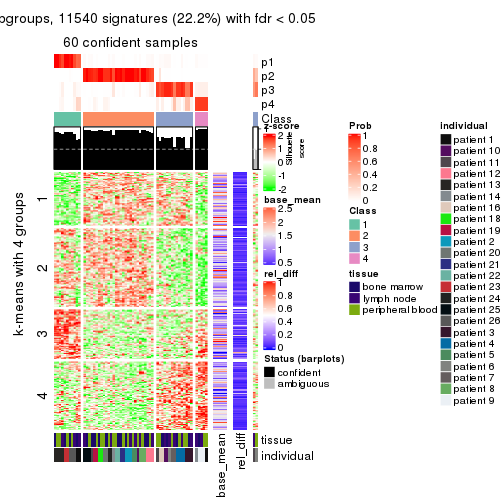 ogroups, 11540 signatures (22.2%) with fdr < 0.05
60 confident samples
p1
p2
p3
p4
Class
z-score
2
1
0
-1
-2
Silhouette
score
base_mean
2.5
2
1.5
1
0.5
rel_diff
1
0.8
0.6
0.4
0.2
0
Status (barplots)
confident
ambiguous
Prob
1
0.8
0.6
0.4
0.2
0
Class
1
2
3
4
tissue
bone marrow
lymph node
peripheral blood
individual
patient 1
patient 10
patient 11
patient 12
patient 13
patient 14
patient 16
patient 18
patient 19
patient 2
patient 20
patient 21
patient 22
patient 23
patient 24
patient 25
patient 26
patient 3
patient 4
patient 5
patient 6
patient 7
patient 8
patient 9
k-means with 4 groups
1
2
3
4
tissue
individual
base_mean
rel_diff